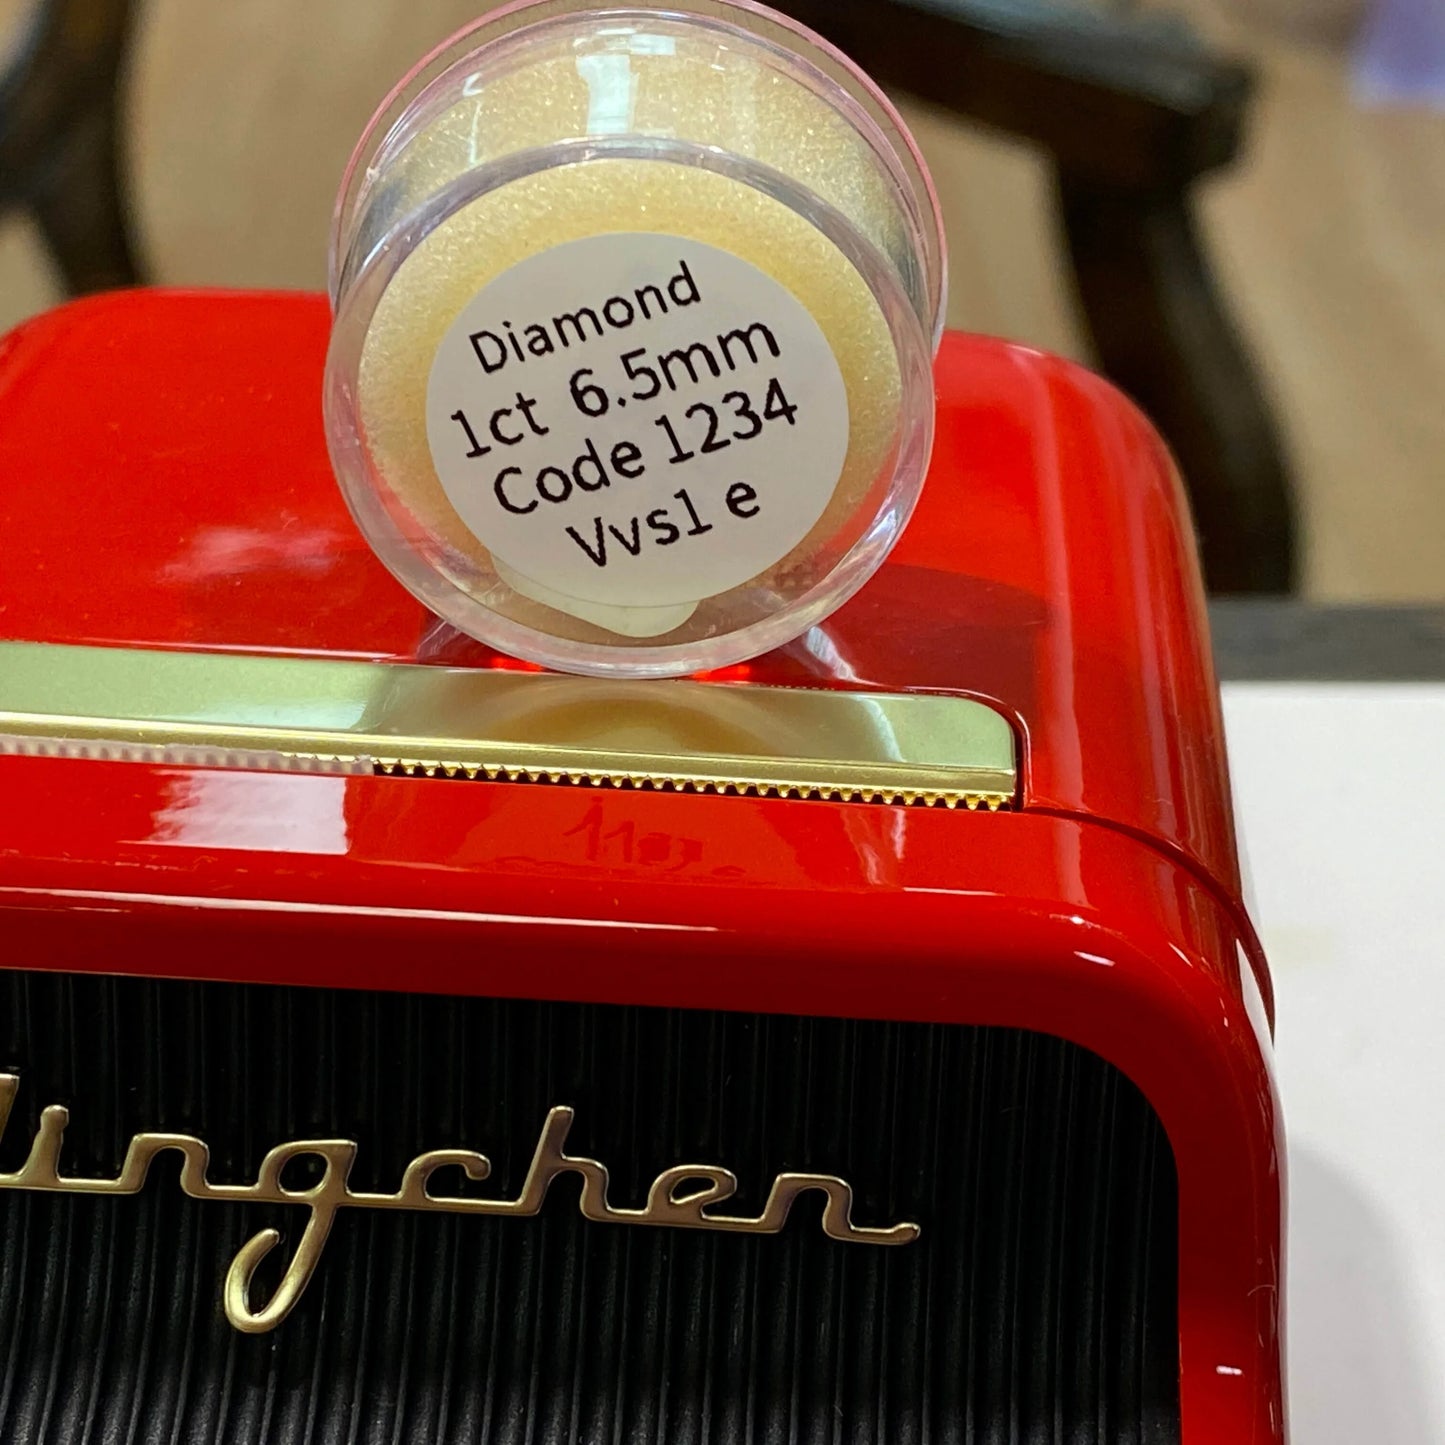 Diamond
1ct 6.5mm
Code 1234
Vvs1 e